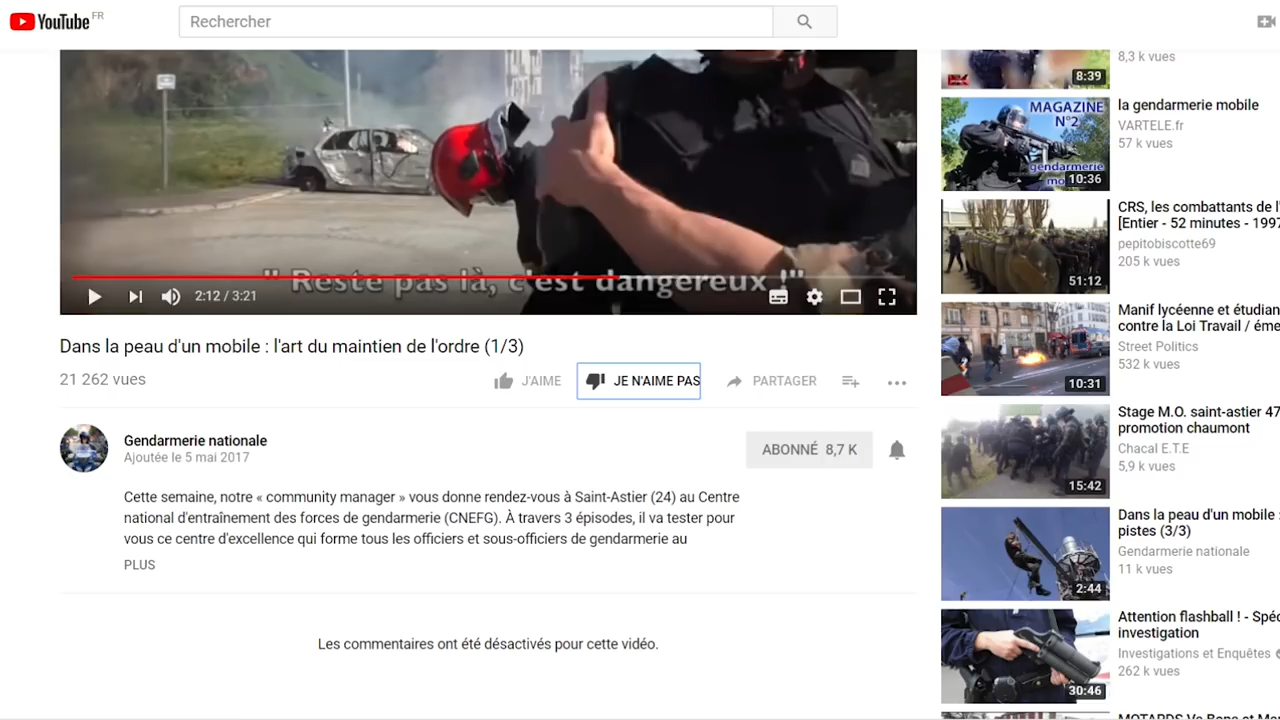 YouTube FR
Rechercher
" Reste pas là, c'est dangereux !"
2:12 / 3:21
Dans la peau d'un mobile : l'art du maintien de l'ordre (1/3)
21 262 vues
J'AIME
JE N'AIME PAS
PARTAGER
Gendarmerie nationale
Ajoutée le 5 mai 2017
ABONNÉ 8,7 K
Cette semaine, notre « community manager » vous donne rendez-vous à Saint-Astier (24) au Centre
national d'entraînement des forces de gendarmerie (CNEFG). À travers 3 épisodes, il va tester pour
vous ce centre d'excellence qui forme tous les officiers et sous-officiers de gendarmerie au
PLUS
Les commentaires ont été désactivés pour cette vidéo.
8,3 k vues
8:39
MAGAZINE
N°2
gendarmerie
mo
10:36
la gendarmerie mobile
VARTELE.fr
57 k vues
51:12
CRS, les combattants de l'
[Entier - 52 minutes - 1997
pepitobiscotte69
205 k vues
10:31
Manif lycéenne et étudian
contre la Loi Travail / éme
Street Politics
532 k vues
15:42
Stage M.O. saint-astier 47
promotion chaumont
Chacal E.T.E
5,9 k vues
2:44
Dans la peau d'un mobile :
pistes (3/3)
Gendarmerie nationale
11 k vues
30:46
Attention flashball ! - Spéc
investigation
Investigations et Enquêtes
262 k vues